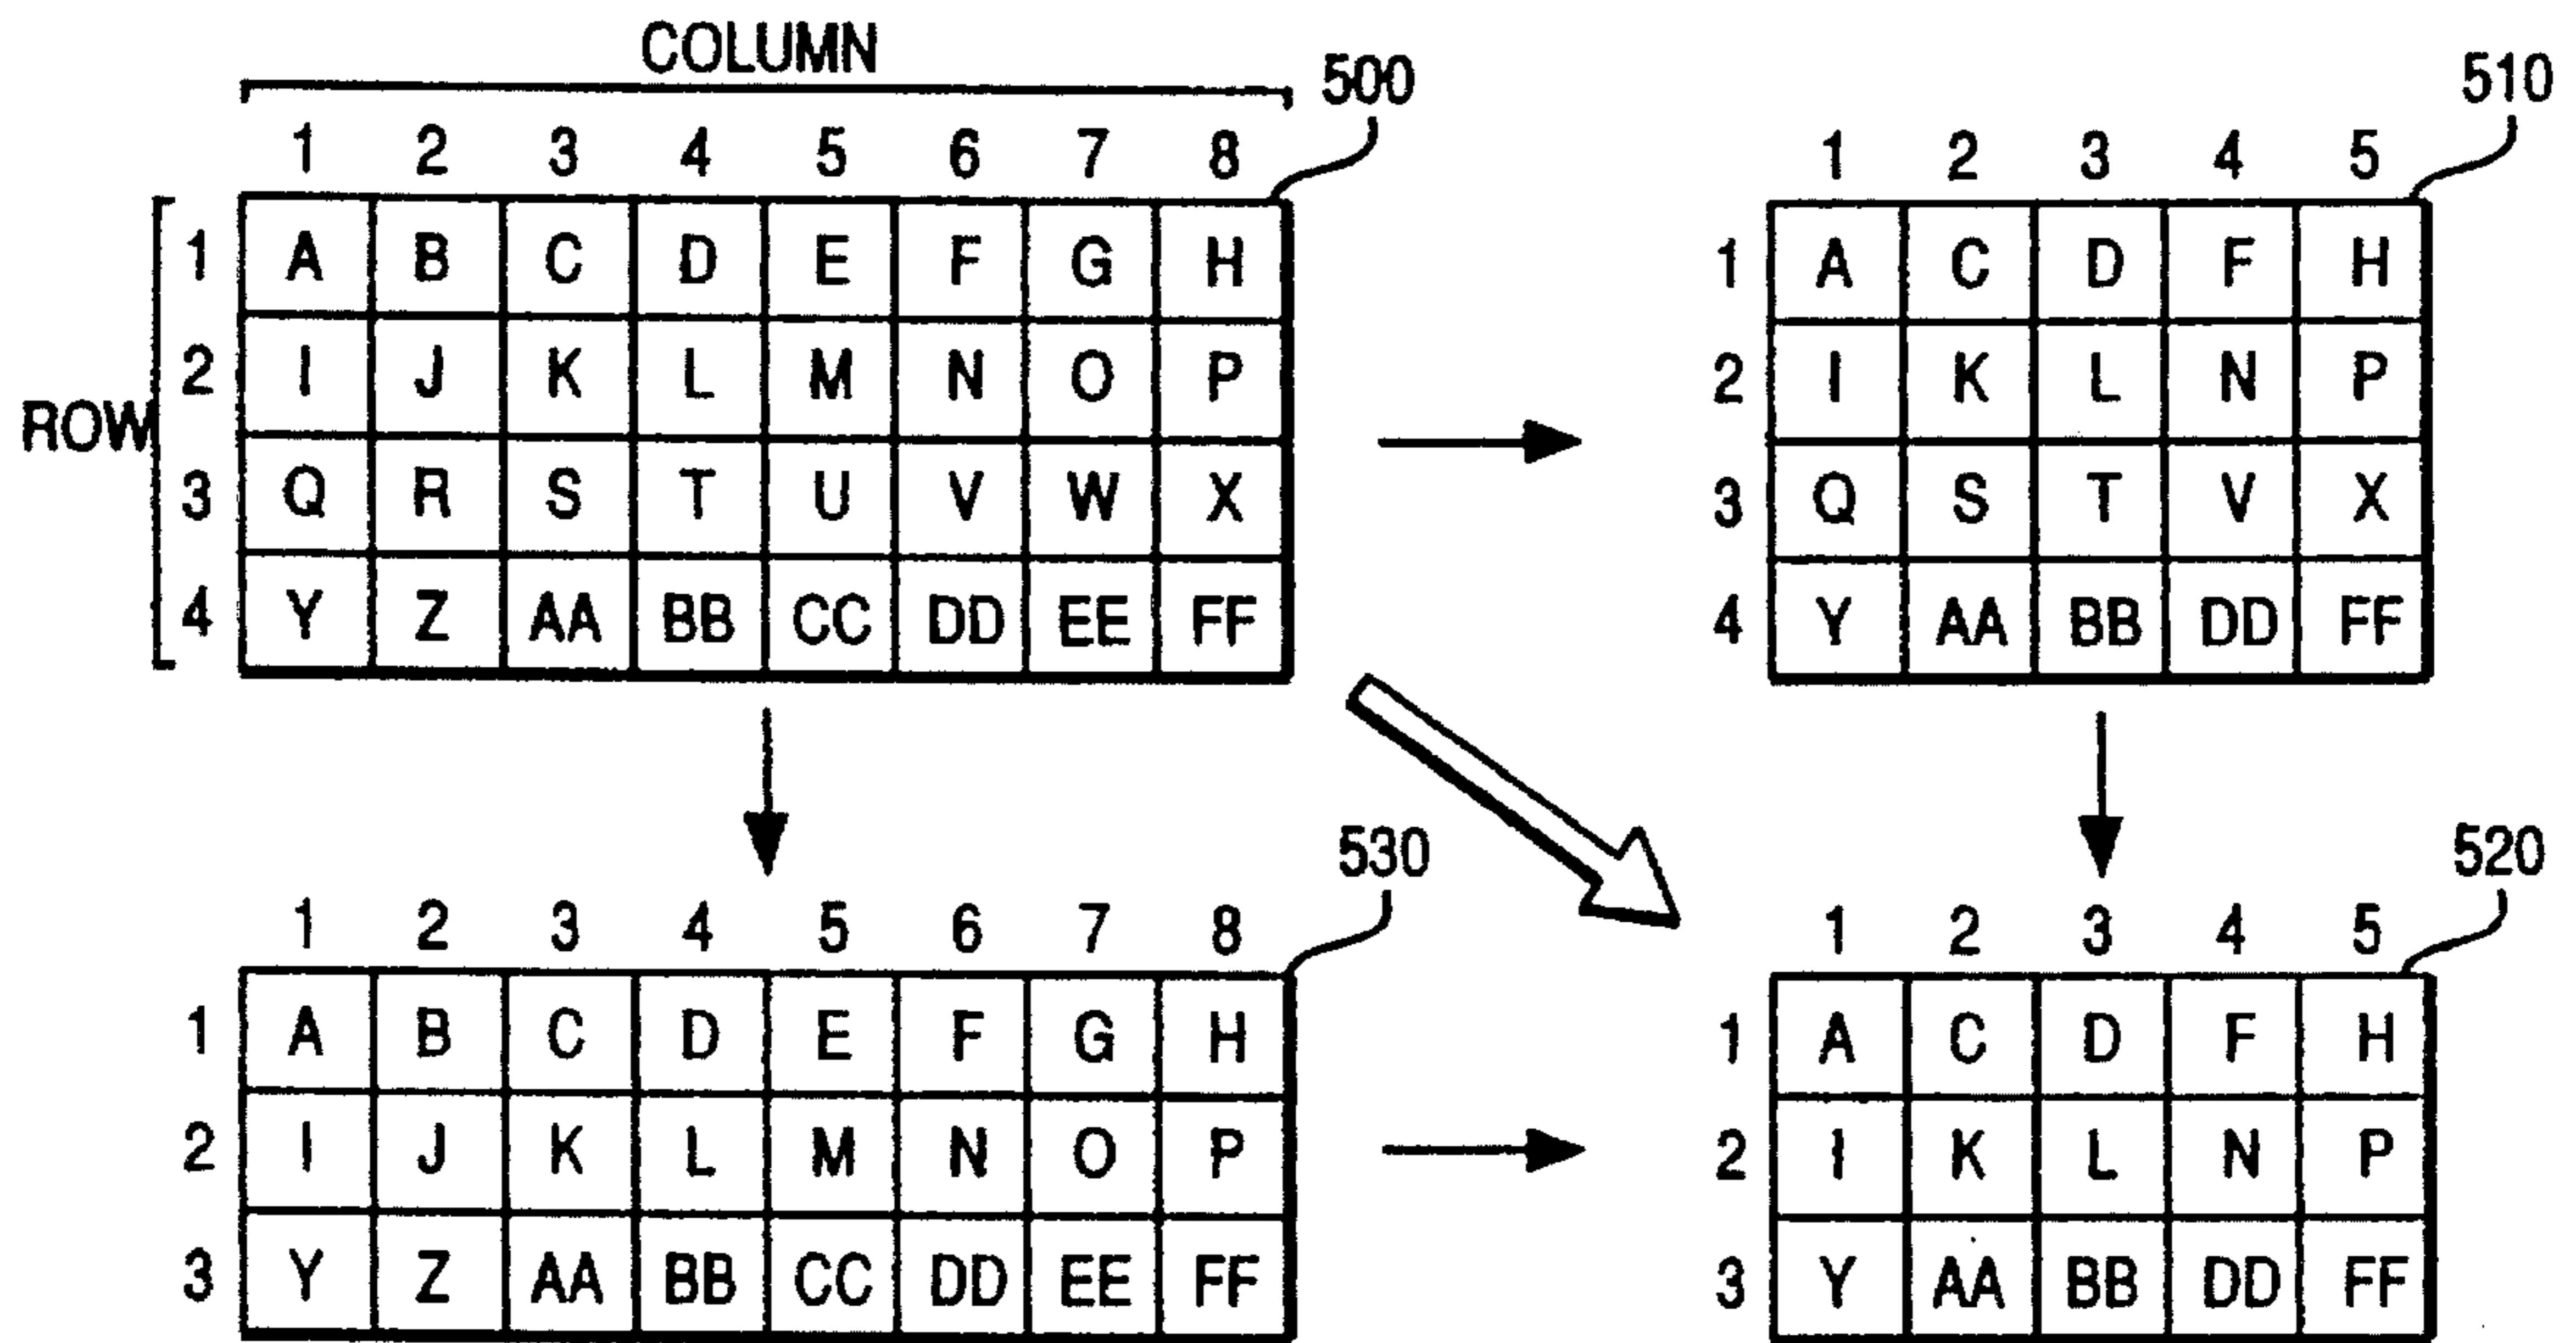 COLUMN
500
1 2 3 4 5 6 7 8
ROW
1 A B C D E F G H
2 I J K L M N O P
3 Q R S T U V W X
4 Y Z AA BB CC DD EE FF
510
1 2 3 4 5
1 A C D F H
2 I K L N P
3 Q S T V X
4 Y AA BB DD FF
530
1 2 3 4 5 6 7 8
1 A B C D E F G H
2 I J K L M N O P
3 Y Z AA BB CC DD EE FF
520
1 2 3 4 5
1 A C D F H
2 I K L N P
3 Y AA BB DD FF